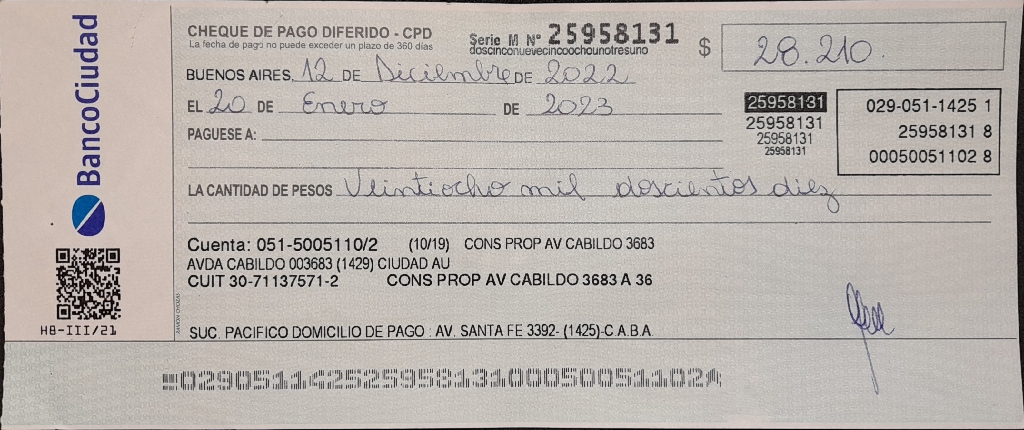 BancoCiudad
HB-III/21
CHEQUE DE PAGO DIFERIDO - CPD
La fecha de pago no puede exceder un plazo de 360 días
Serie M Nº 25958131
doscinconuevecincoochounotresuno
$ 28.210.
BUENOS AIRES, 12 DE Diciembre DE 2022
EL 20 DE Enero DE 2023
PAGUESE A:
25958131
25958131
25958131
25958131
029-051-1425 1
25958131 8
00050051102 8
LA CANTIDAD DE PESOS Veintiocho mil doscientos diez
Cuenta: 051-5005110/2 (10/19) CONS PROP AV CABILDO 3683
AVDA CABILDO 003683 (1429) CIUDAD AU
CUIT 30-71137571-2 CONS PROP AV CABILDO 3683 A 36
SUC. PACIFICO DOMICILIO DE PAGO : AV. SANTA FE 3392- (1425)-C.A.B.A.
02905114252595813100050051102